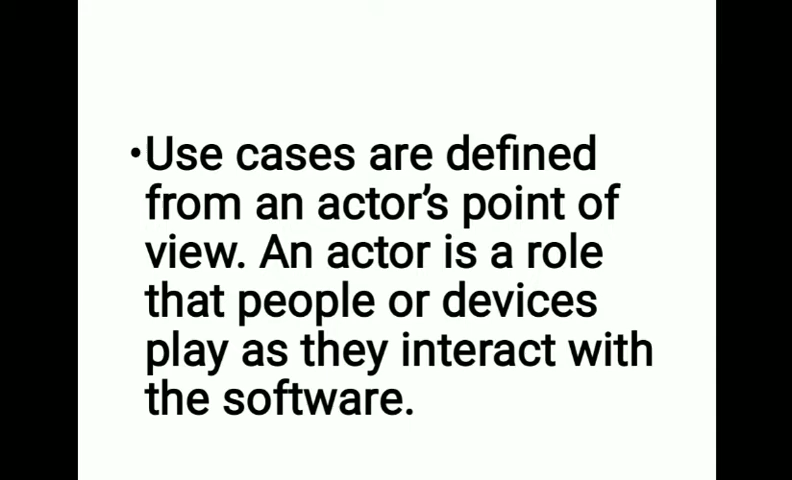 •Use cases are defined
from an actor’s point of
view. An actor is a role
that people or devices
play as they interact with
the software.